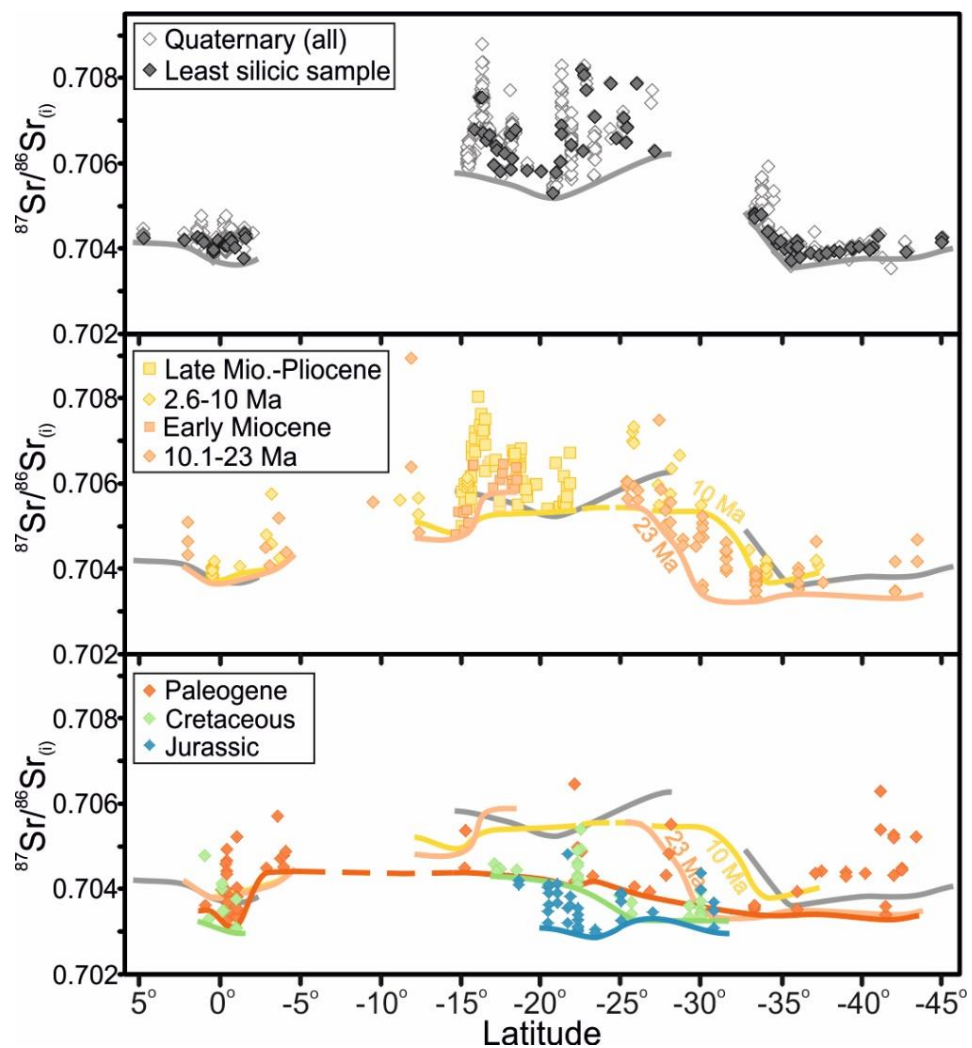 Quaternary (all)
Least silicic sample
0.708
0.706
0.704
0.702
⁸⁷Sr/⁸⁶Sr(i)
Late Mio.-Pliocene
2.6-10 Ma
Early Miocene
10.1-23 Ma
0.708
0.706
0.704
0.702
⁸⁷Sr/⁸⁶Sr(i)
10 Ma
23 Ma
Paleogene
Cretaceous
Jurassic
0.708
0.706
0.704
0.702
⁸⁷Sr/⁸⁶Sr(i)
23 Ma
10 Ma
5° 0° -5° -10° -15° -20° -25° -30° -35° -40° -45°
Latitude